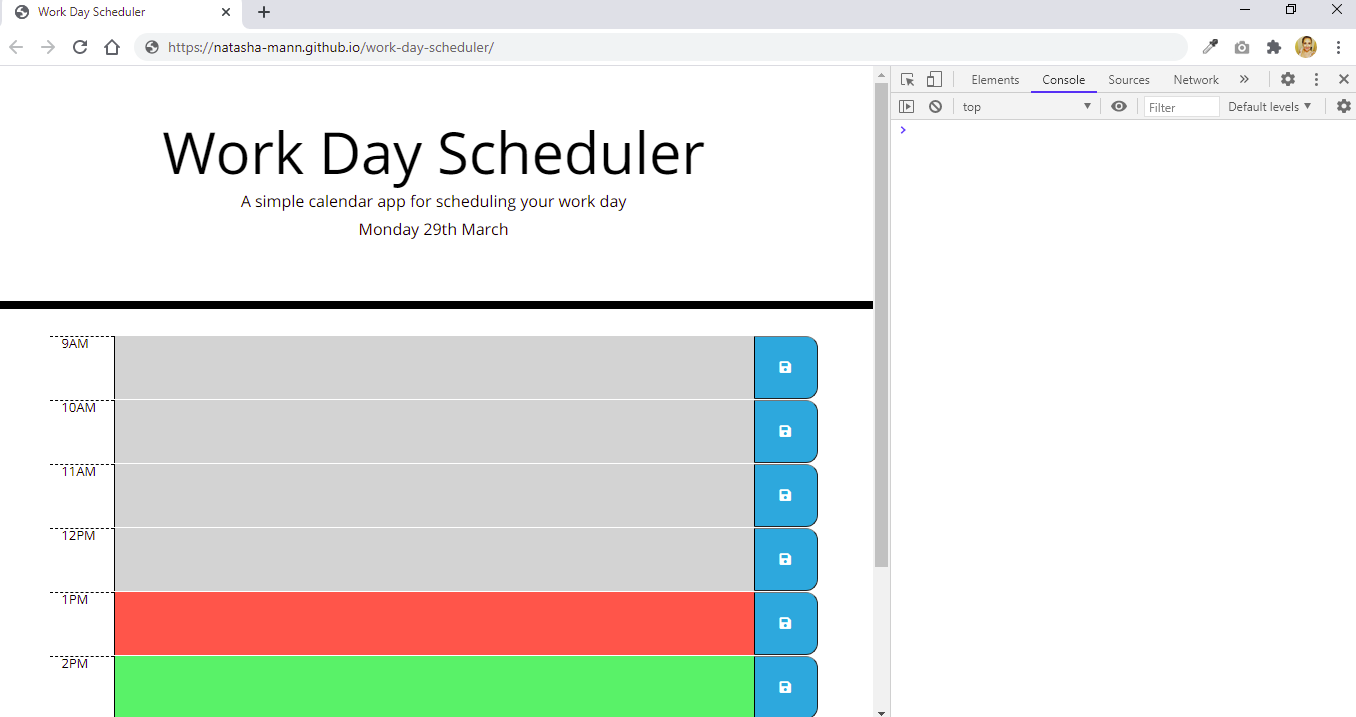 Work Day Scheduler
https://natasha-mann.github.io/work-day-scheduler/
Elements Console Sources Network
top Filter Default levels
Work Day Scheduler
A simple calendar app for scheduling your work day
Monday 29th March
9AM
10AM
11AM
12PM
1PM
2PM